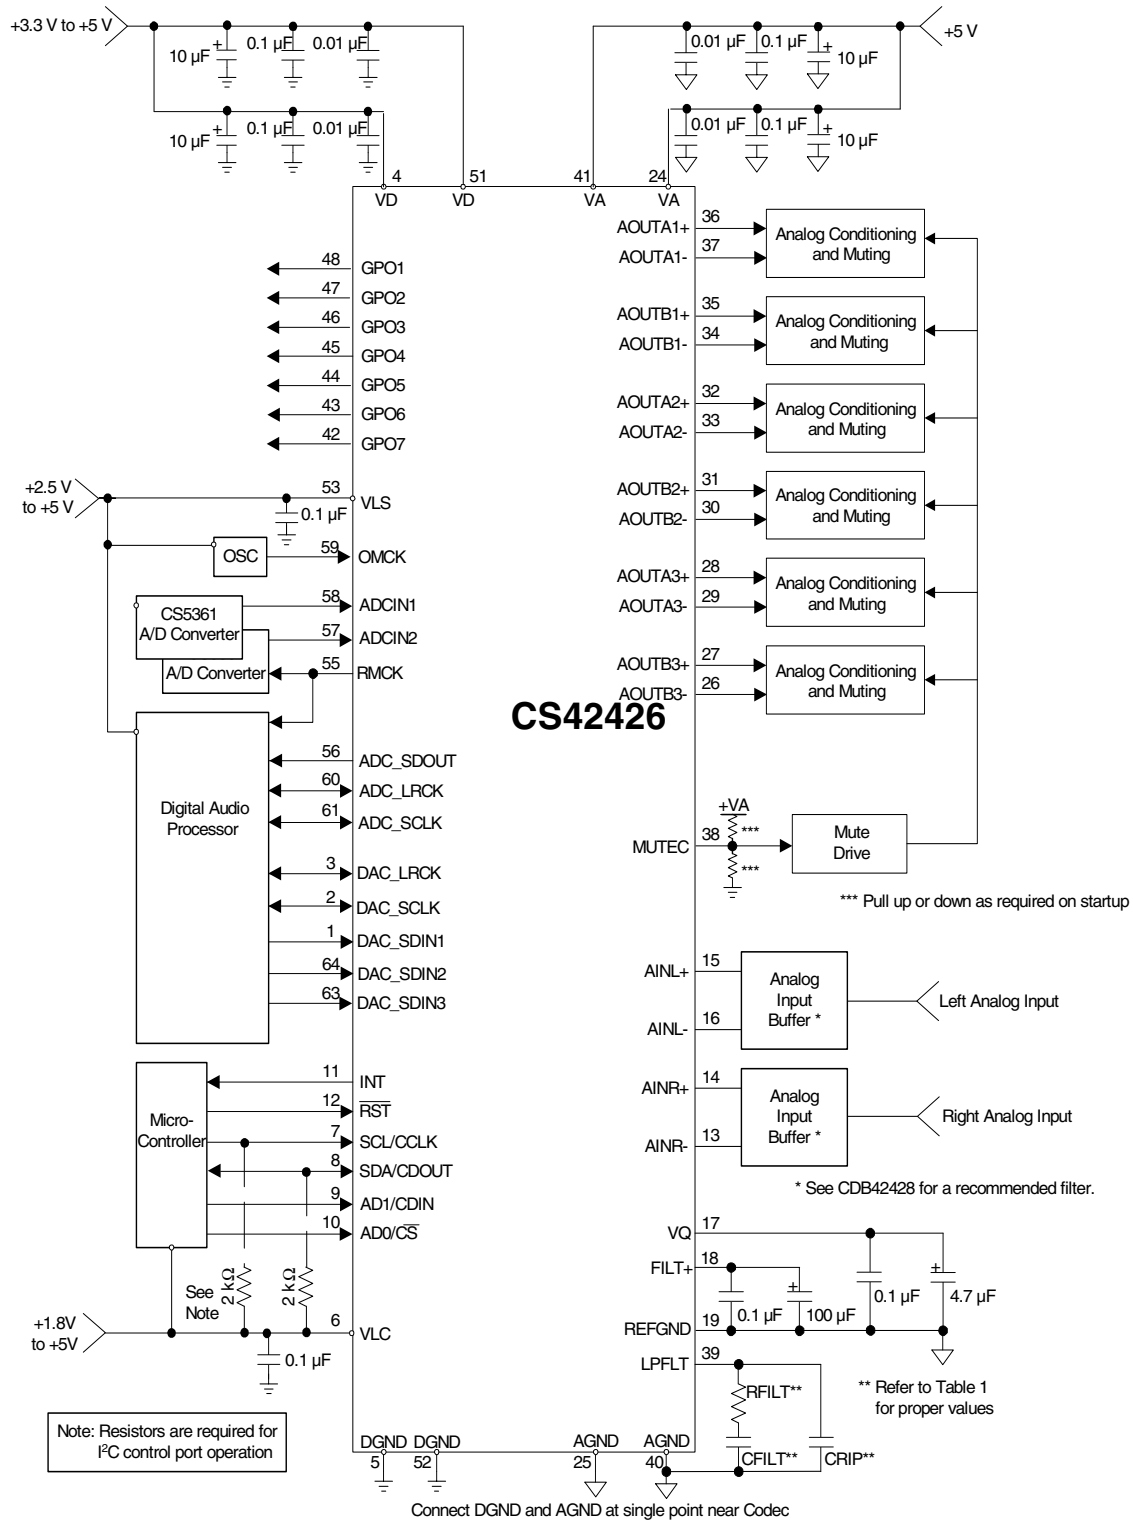 +3.3 V to +5 V
+5 V
10 µF
+
0.1 µF
0.01 µF
0.01 µF
0.1 µF
+
10 µF
10 µF
+
0.1 µF
0.01 µF
0.01 µF
0.1 µF
+
10 µF
4
51
41
24
VD
VD
VA
VA
48
GPO1
47
GPO2
46
GPO3
45
GPO4
44
GPO5
43
GPO6
42
GPO7
+2.5 V
to +5 V
53
VLS
0.1 µF
OSC
59
OMCK
CS5361
A/D Converter
58
ADCIN1
57
ADCIN2
A/D Converter
55
RMCK
Digital Audio
Processor
56
ADC_SDOUT
60
ADC_LRCK
61
ADC_SCLK
3
DAC_LRCK
2
DAC_SCLK
1
DAC_SDIN1
64
DAC_SDIN2
63
DAC_SDIN3
Micro-
Controller
11
INT
12
RST
7
SCL/CCLK
8
SDA/CDOUT
9
AD1/CDIN
10
AD0/CS
See
Note
2 kΩ
2 kΩ
+1.8V
to +5V
6
VLC
0.1 µF
Note: Resistors are required for
I²C control port operation
CS42426
AOUTA1+
36
AOUTA1-
37
Analog Conditioning
and Muting
AOUTB1+
35
AOUTB1-
34
Analog Conditioning
and Muting
AOUTA2+
32
AOUTA2-
33
Analog Conditioning
and Muting
AOUTB2+
31
AOUTB2-
30
Analog Conditioning
and Muting
AOUTA3+
28
AOUTA3-
29
Analog Conditioning
and Muting
AOUTB3+
27
AOUTB3-
26
Analog Conditioning
and Muting
+VA
***
MUTEC
38
***
Mute
Drive
*** Pull up or down as required on startup
AINL+
15
AINL-
16
Analog
Input
Buffer *
Left Analog Input
AINR+
14
AINR-
13
Analog
Input
Buffer *
Right Analog Input
* See CDB42428 for a recommended filter.
VQ
17
FILT+
18
+
0.1 µF
100 µF
0.1 µF
+
4.7 µF
REFGND
19
LPFLT
39
RFILT**
CFILT**
CRIP**
** Refer to Table 1
for proper values
DGND
DGND
AGND
AGND
5
52
25
40
Connect DGND and AGND at single point near Codec